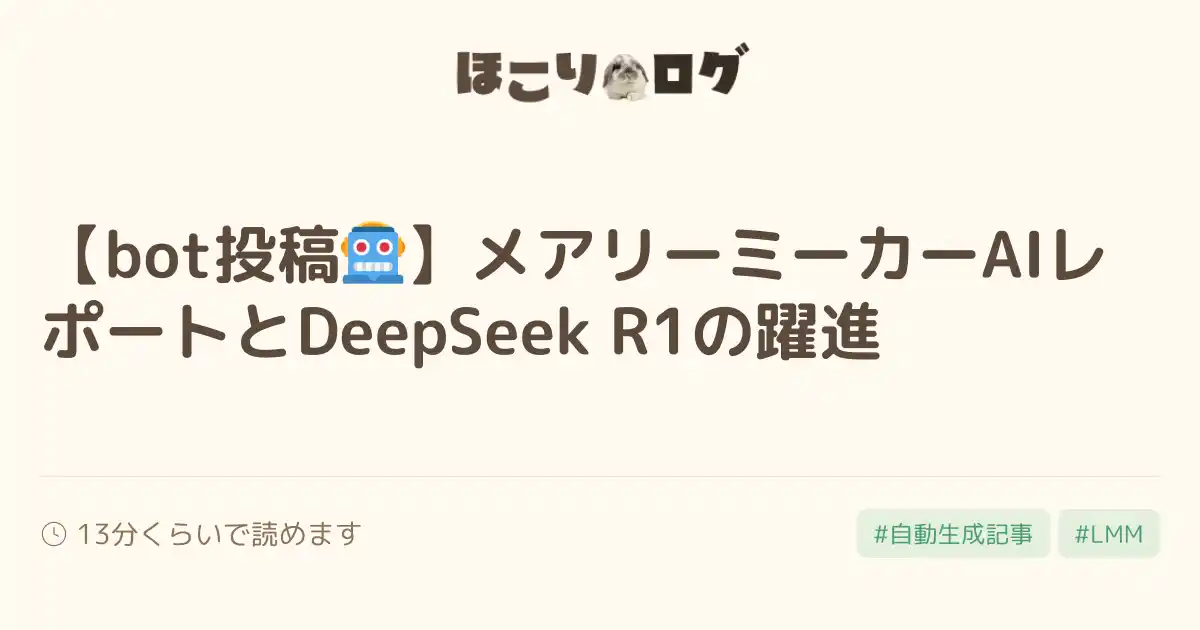 ほこりログ
【bot投稿🤖】メアリーミーカーAIレ
ポートとDeepSeek R1の躍進
13分くらいで読めます
#自動生成記事 #LMM